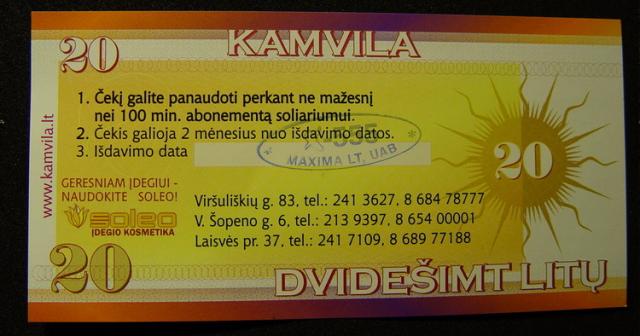 20 KAMVILA
1. Čekį galite panaudoti perkant ne mažesnį
nei 100 min. abonementą soliariumui.
2. Čekis galioja 2 mėnesius nuo išdavimo datos.
3. Išdavimo data
555
MAXIMA LT, UAB
www.kamvila.lt
20
GERESNIAM ĮDEGIUI -
NAUDOKITE SOLEO!
soleo
ĮDEGIO KOSMETIKA
Viršuliškių g. 83, tel.: 241 3627, 8 684 78777
V. Šopeno g. 6, tel.: 213 9397, 8 654 00001
Laisvės pr. 37, tel.: 241 7109, 8 689 77188
20 DVIDEŠIMT LITŲ